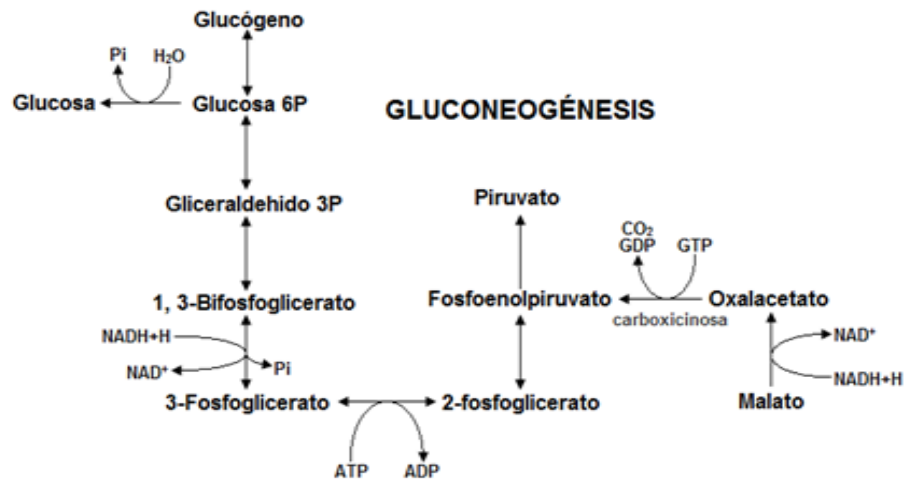 Glucógeno
Pi H₂O
Glucosa Glucosa 6P
GLUCONEOGÉNESIS
Gliceraldehido 3P
Piruvato
CO₂
GDP GTP
1, 3-Bifosfoglicerato Fosfoenolpiruvato Oxalacetato
carboxicinosa
NADH+H
NAD⁺ Pi
NAD⁺
NADH+H
3-Fosfoglicerato 2-fosfoglicerato Malato
ATP ADP